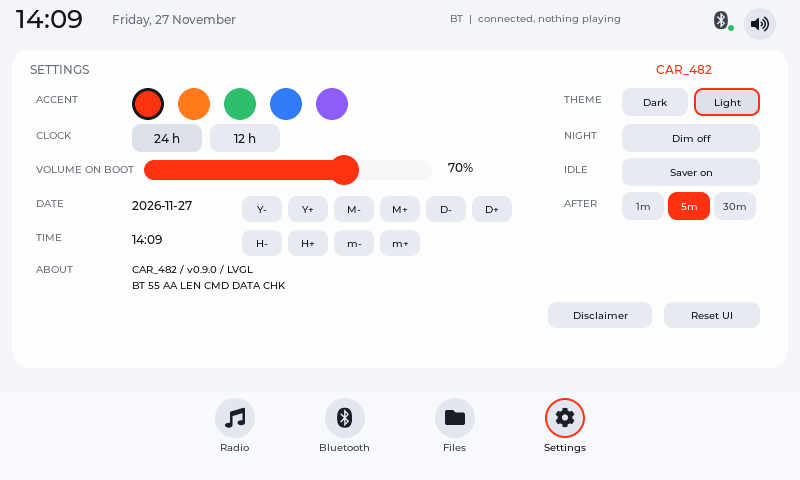 14:09
Friday, 27 November
BT | connected, nothing playing
SETTINGS
CAR_482
ACCENT
THEME
Dark
Light
CLOCK
24 h
12 h
NIGHT
Dim off
VOLUME ON BOOT
70%
IDLE
Saver on
DATE
2026-11-27
Y-
Y+
M-
M+
D-
D+
AFTER
1m
5m
30m
TIME
14:09
H-
H+
m-
m+
ABOUT
CAR_482 / v0.9.0 / LVGL
BT 55 AA LEN CMD DATA CHK
Disclaimer
Reset UI
Radio
Bluetooth
Files
Settings